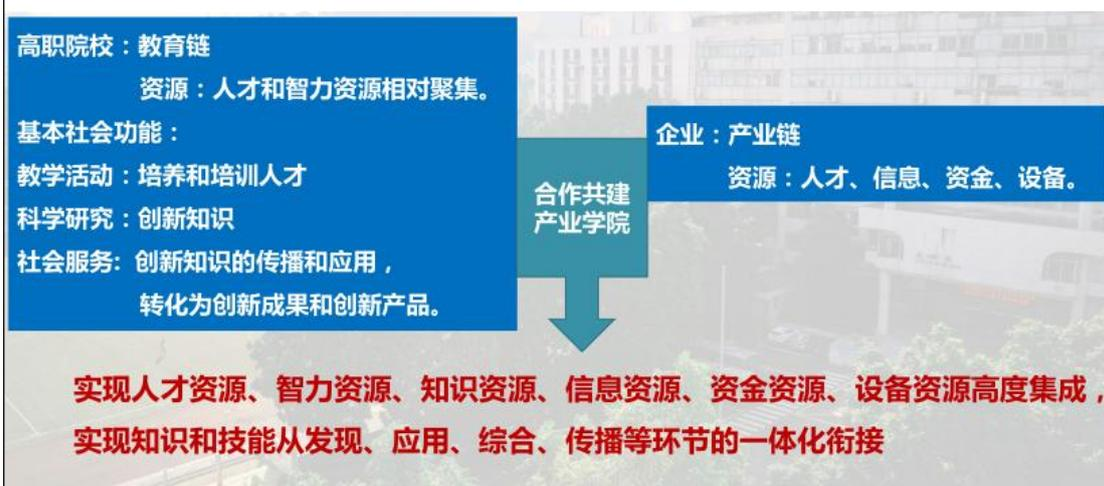 高职院校：教育链
资源：人才和智力资源相对聚集。
基本社会功能：
教学活动：培养和培训人才
科学研究：创新知识
社会服务: 创新知识的传播和应用，
转化为创新成果和创新产品。
合作共建
产业学院
企业：产业链
资源：人才、信息、资金、设备。
实现人才资源、智力资源、知识资源、信息资源、资金资源、设备资源高度集成，
实现知识和技能从发现、应用、综合、传播等环节的一体化衔接